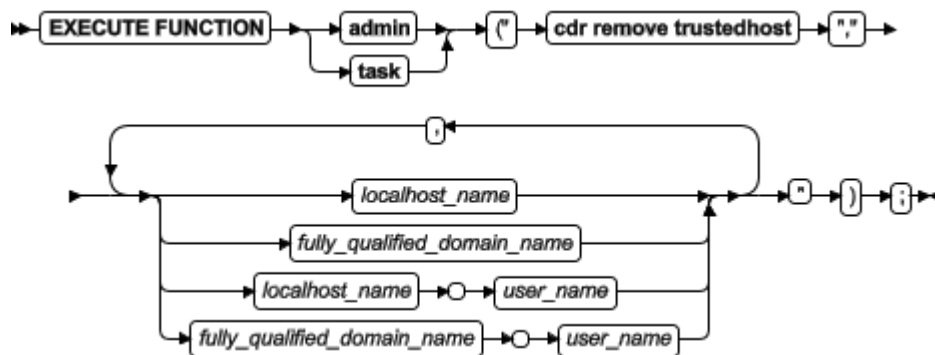 EXECUTE FUNCTION admin (" cdr remove trustedhost ","
task
,
localhost_name " ) ;
fully_qualified_domain_name
localhost_name user_name
fully_qualified_domain_name user_name